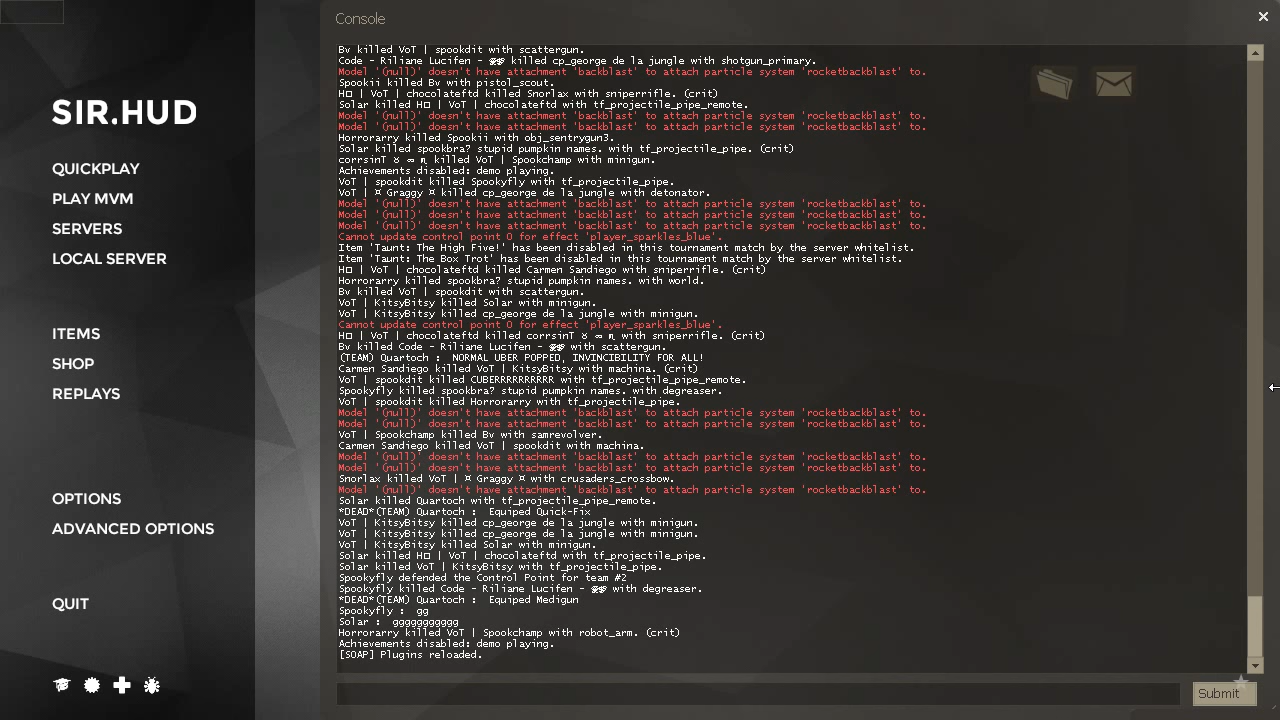 Console
SIR.HUD
QUICKPLAY
PLAY MVM
SERVERS
LOCAL SERVER
ITEMS
SHOP
REPLAYS
OPTIONS
ADVANCED OPTIONS
QUIT
Bv killed VoT | spookdit with scattergun.
Code - Riliane Lucifen - killed cp_george de la jungle with shotgun_primary.
Model '(null)' doesn't have attachment 'backblast' to attach particle system 'rocketbackblast' to.
Spookii killed Bv with pistol_scout.
H□ | VoT | chocolateftd killed Snorlax with sniperrifle. (crit)
Solar killed H□ | VoT | chocolateftd with tf_projectile_pipe_remote.
Model '(null)' doesn't have attachment 'backblast' to attach particle system 'rocketbackblast' to.
Model '(null)' doesn't have attachment 'backblast' to attach particle system 'rocketbackblast' to.
Horrorarry killed Spookii with obj_sentrygun3.
Solar killed spookbra? stupid pumpkin names. with tf_projectile_pipe. (crit)
corrsinT ఠ ∞ ♏ killed VoT | Spookchamp with minigun.
Achievements disabled: demo playing.
VoT | spookdit killed Spookyfly with tf_projectile_pipe.
VoT | ¤ Graggy ¤ killed cp_george de la jungle with detonator.
Model '(null)' doesn't have attachment 'backblast' to attach particle system 'rocketbackblast' to.
Model '(null)' doesn't have attachment 'backblast' to attach particle system 'rocketbackblast' to.
Model '(null)' doesn't have attachment 'backblast' to attach particle system 'rocketbackblast' to.
Cannot update control point 0 for effect 'player_sparkles_blue'.
Item 'Taunt: The High Five!' has been disabled in this tournament match by the server whitelist.
Item 'Taunt: The Box Trot' has been disabled in this tournament match by the server whitelist.
H□ | VoT | chocolateftd killed Carmen Sandiego with sniperrifle. (crit)
Horrorarry killed spookbra? stupid pumpkin names. with world.
Bv killed VoT | spookdit with scattergun.
VoT | KitsyBitsy killed Solar with minigun.
VoT | KitsyBitsy killed cp_george de la jungle with minigun.
Cannot update control point 0 for effect 'player_sparkles_blue'.
H□ | VoT | chocolateftd killed corrsinT ∞ ♏ with sniperrifle. (crit)
Bv killed Code - Riliane Lucifen - with scattergun.
(TEAM) Quartoch :  NORMAL UBER POPPED, INVINCIBILITY FOR ALL!
Carmen Sandiego killed VoT | KitsyBitsy with machina. (crit)
VoT | spookdit killed CUBERRRRRRRRRR with tf_projectile_pipe_remote.
Spookyfly killed spookbra? stupid pumpkin names. with degreaser.
VoT | spookdit killed Horrorarry with tf_projectile_pipe.
Model '(null)' doesn't have attachment 'backblast' to attach particle system 'rocketbackblast' to.
Model '(null)' doesn't have attachment 'backblast' to attach particle system 'rocketbackblast' to.
VoT | Spookchamp killed Bv with samrevolver.
Carmen Sandiego killed VoT | spookdit with machina.
Model '(null)' doesn't have attachment 'backblast' to attach particle system 'rocketbackblast' to.
Model '(null)' doesn't have attachment 'backblast' to attach particle system 'rocketbackblast' to.
Snorlax killed VoT | ¤ Graggy ¤ with crusaders_crossbow.
Model '(null)' doesn't have attachment 'backblast' to attach particle system 'rocketbackblast' to.
Solar killed Quartoch with tf_projectile_pipe_remote.
*DEAD*(TEAM) Quartoch :  Equiped Quick-Fix
VoT | KitsyBitsy killed cp_george de la jungle with minigun.
VoT | KitsyBitsy killed cp_george de la jungle with minigun.
VoT | KitsyBitsy killed Solar with minigun.
Solar killed H□ | VoT | chocolateftd with tf_projectile_pipe.
Solar killed VoT | KitsyBitsy with tf_projectile_pipe.
Spookyfly defended the Control Point for team #2
Spookyfly killed Code - Riliane Lucifen - with degreaser.
*DEAD*(TEAM) Quartoch :  Equiped Medigun
Spookyfly :  gg
Solar :  ggggggggggg
Horrorarry killed VoT | Spookchamp with robot_arm. (crit)
Achievements disabled: demo playing.
[SOAP] Plugins reloaded.
Submit